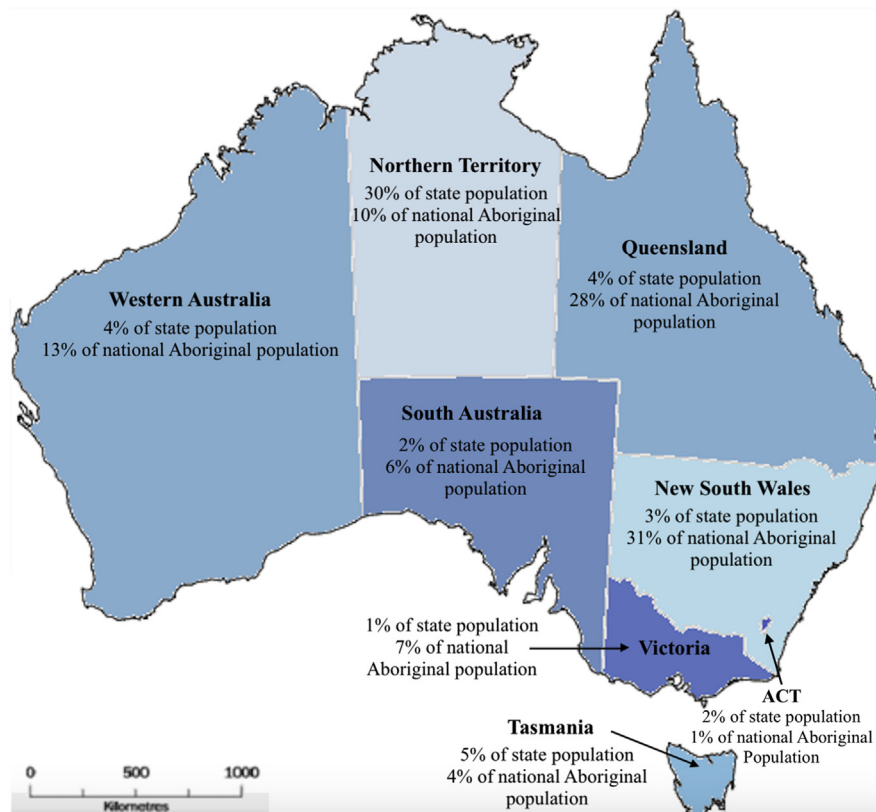 Northern Territory
30% of state population
10% of national Aboriginal
population
Queensland
4% of state population
28% of national Aboriginal
population
Western Australia
4% of state population
13% of national Aboriginal population
South Australia
2% of state population
6% of national Aboriginal
population
New South Wales
3% of state population
31% of national Aboriginal
population
1% of state population
7% of national
Aboriginal population
Victoria
ACT
2% of state population
1% of national Aboriginal
Population
Tasmania
5% of state population
4% of national Aboriginal
population
0 500 1000
Kilometres